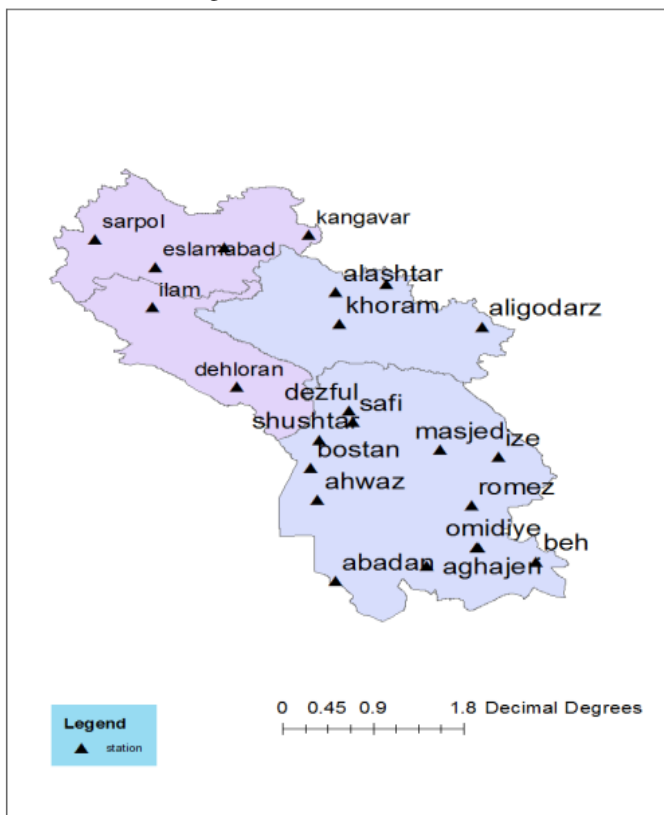 kangavar
sarpol
eslamabad
alashtar
ilam
khoram
aligodarz
dehloran
dezful
safi
shushtar
masjed
ize
bostan
ahwaz
romez
omidiye
beh
abadan
aghajeri
0 0.45 0.9 1.8 Decimal Degrees
Legend
station